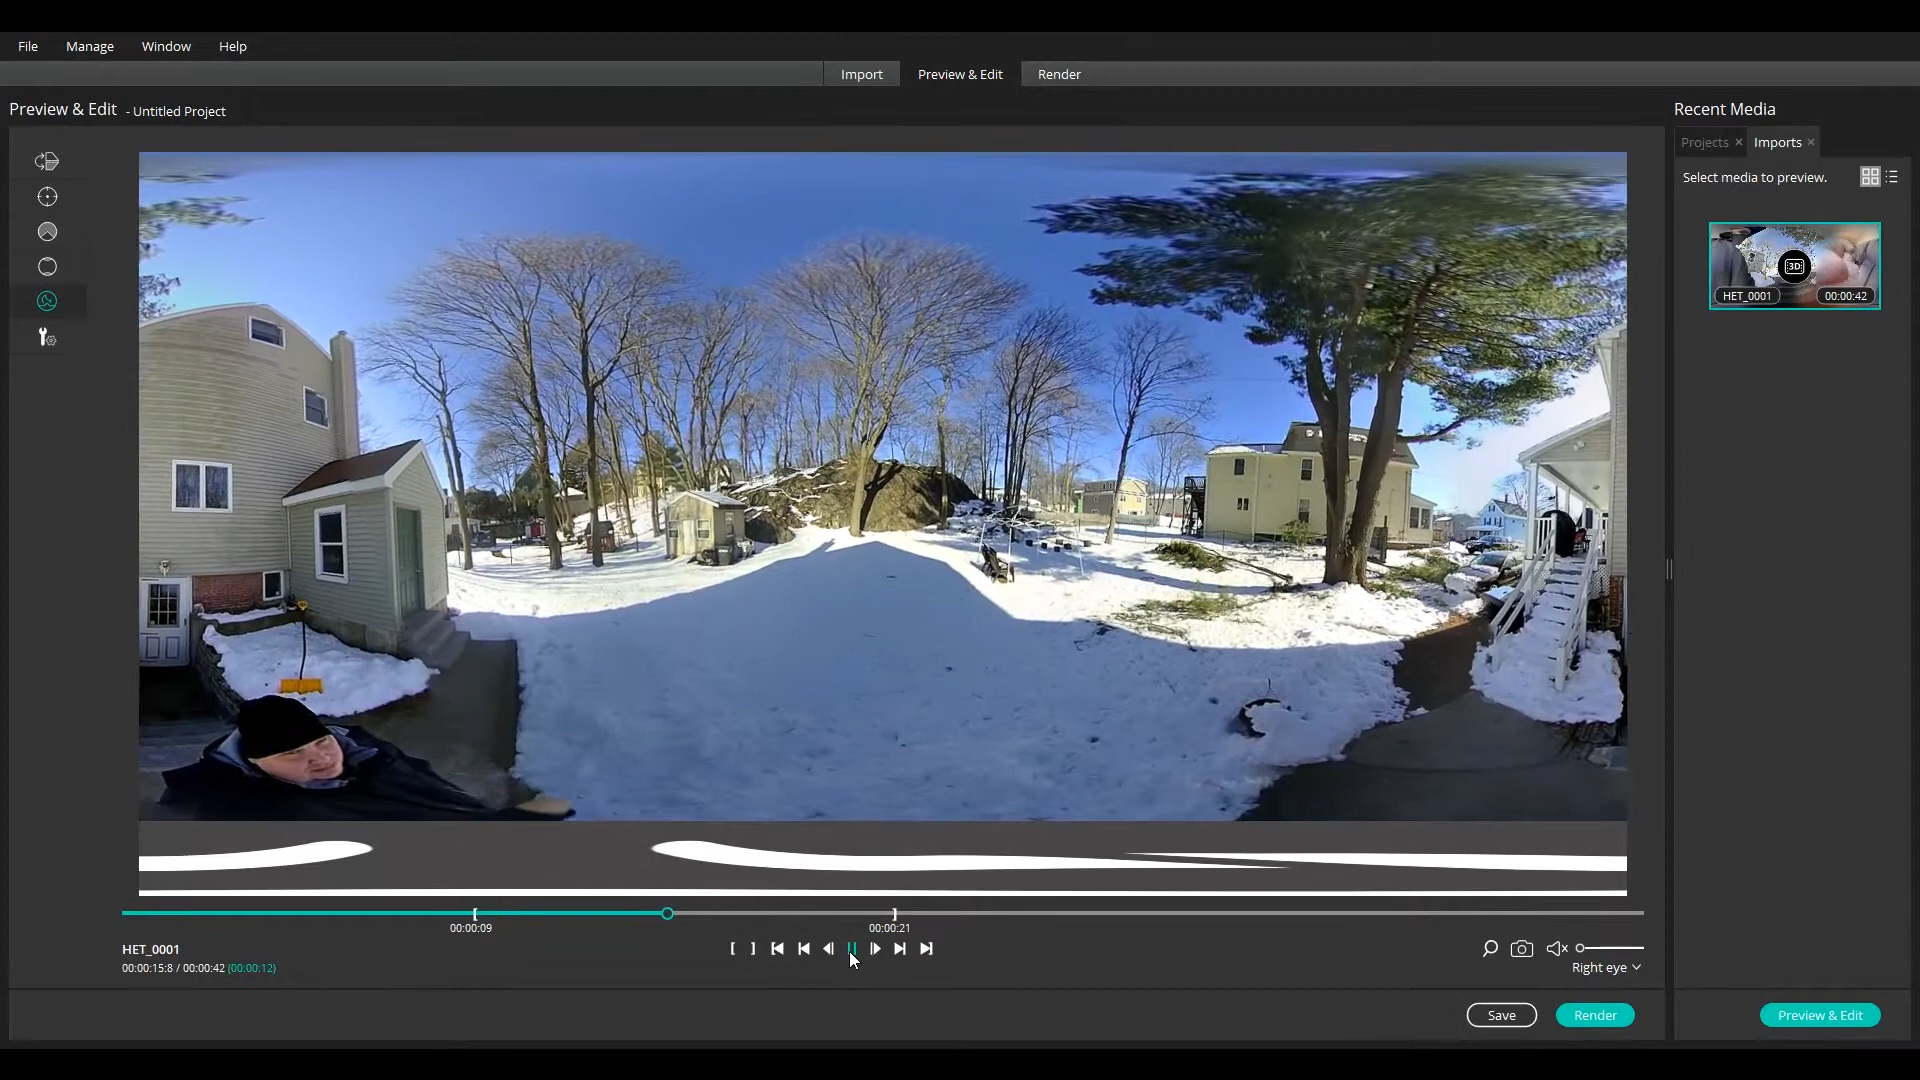 File Manage Window Help
Import Preview & Edit Render
Preview & Edit - Untitled Project
Recent Media
Projects × Imports ×
Select media to preview.
3D
HET_0001 00:00:42
00:00:09 00:00:21
HET_0001
00:00:15:8 / 00:00:42 (00:00:12)
Right eye
Save Render
Preview & Edit